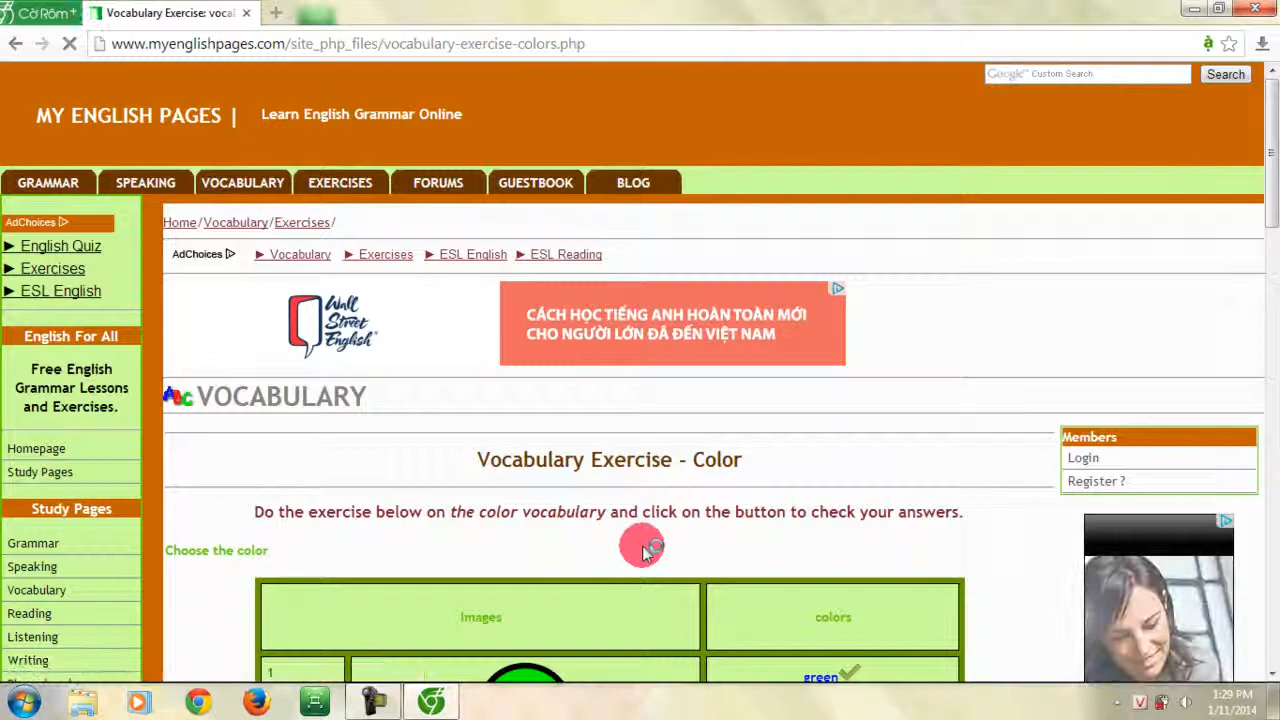 CờRôm+
Vocabulary Exercise: vocal
www.myenglishpages.com/site_php_files/vocabulary-exercise-colors.php
Google™ Custom Search
Search
MY ENGLISH PAGES |
Learn English Grammar Online
GRAMMAR
SPEAKING
VOCABULARY
EXERCISES
FORUMS
GUESTBOOK
BLOG
AdChoices
► English Quiz
► Exercises
► ESL English
Home/Vocabulary/Exercises/
AdChoices
► Vocabulary
► Exercises
► ESL English
► ESL Reading
Wall
Street
English
CÁCH HỌC TIẾNG ANH HOÀN TOÀN MỚI
CHO NGƯỜI LỚN ĐÃ ĐẾN VIỆT NAM
English For All
Free English
Grammar Lessons
and Exercises.
Homepage
Study Pages
Study Pages
Grammar
Speaking
Vocabulary
Reading
Listening
Writing
ABC VOCABULARY
Vocabulary Exercise - Color
Members
Login
Register ?
Do the exercise below on the color vocabulary and click on the button to check your answers.
Choose the color
Images
colors
1
green
V
1:29 PM
1/11/2014